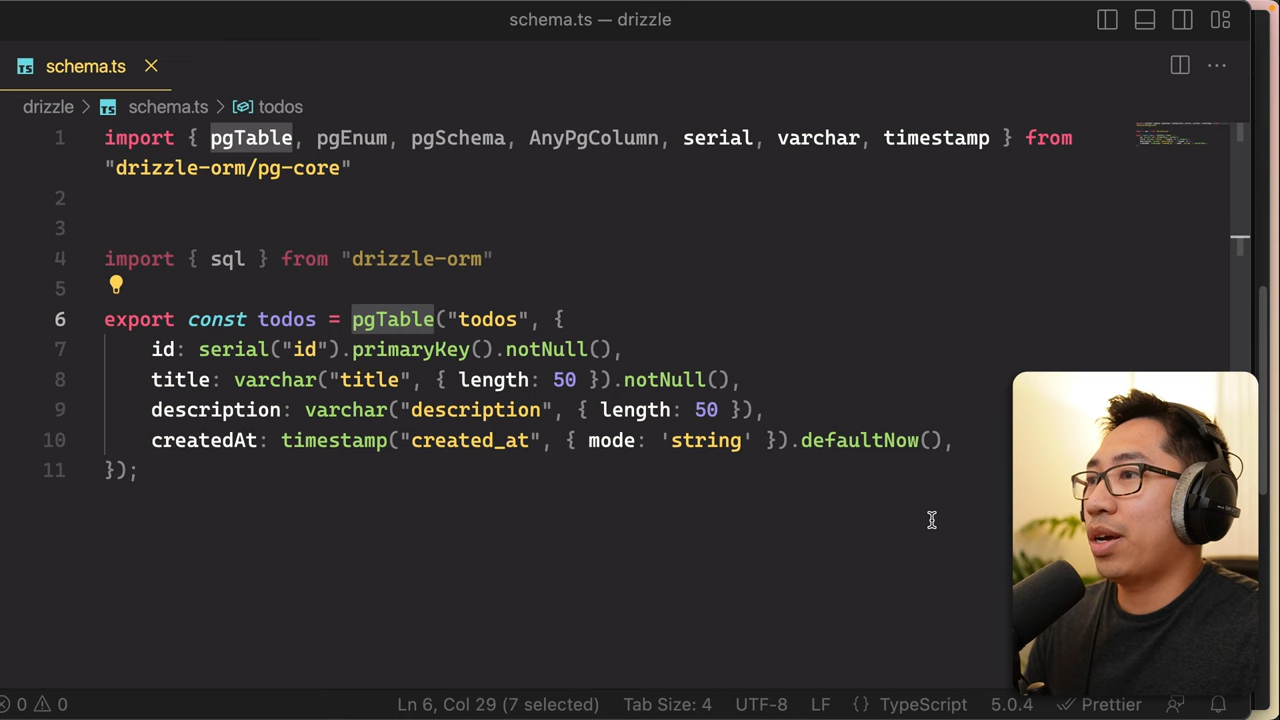 schema.ts — drizzle
TS schema.ts
drizzle > TS schema.ts > todos
1 import { pgTable, pgEnum, pgSchema, AnyPgColumn, serial, varchar, timestamp } from
"drizzle-orm/pg-core"
2
3
4 import { sql } from "drizzle-orm"
5
6 export const todos = pgTable("todos", {
7 id: serial("id").primaryKey().notNull(),
8 title: varchar("title", { length: 50 }).notNull(),
9 description: varchar("description", { length: 50 }),
10 createdAt: timestamp("created_at", { mode: 'string' }).defaultNow(),
11 });
0 0 Ln 6, Col 29 (7 selected) Tab Size: 4 UTF-8 LF {} TypeScript 5.0.4 Prettier